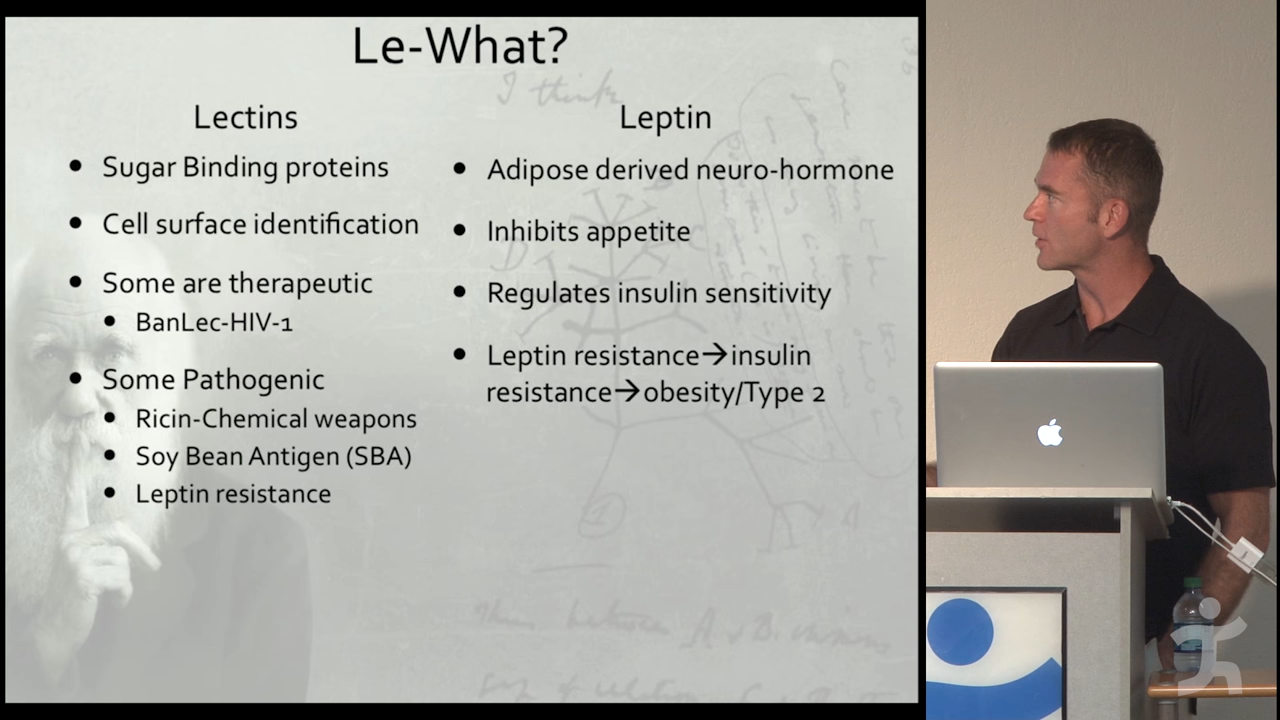 Le-What?
Lectins
• Sugar Binding proteins
• Cell surface identification
• Some are therapeutic
• BanLec-HIV-1
• Some Pathogenic
• Ricin-Chemical weapons
• Soy Bean Antigen (SBA)
• Leptin resistance
Leptin
• Adipose derived neuro-hormone
• Inhibits appetite
• Regulates insulin sensitivity
• Leptin resistance→insulin
resistance→obesity/Type 2
I think